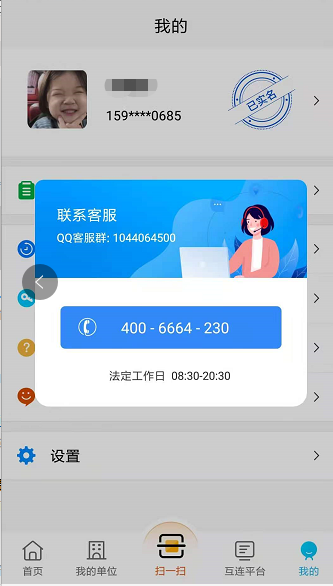 我的
159****0685
已实名
联系客服
QQ客服群: 1044064500
400 - 6664 - 230
法定工作日 08:30-20:30
设置
首页
我的单位
扫一扫
互连平台
我的